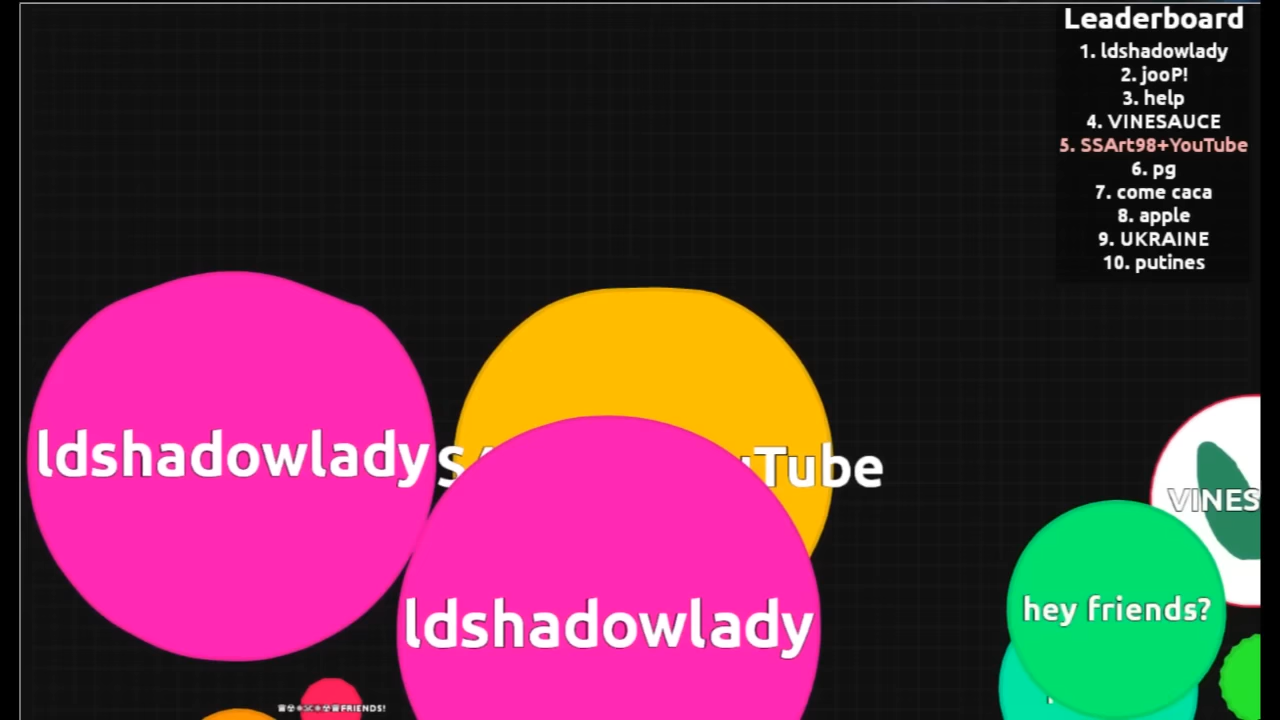 Leaderboard
1. ldshadowlady
2. jooP!
3. help
4. VINESAUCE
5. SSArt98+YouTube
6. pg
7. come caca
8. apple
9. UKRAINE
10. putines
ldshadowlady
uTube
VINES
ldshadowlady
hey friends?
FRIENDS!